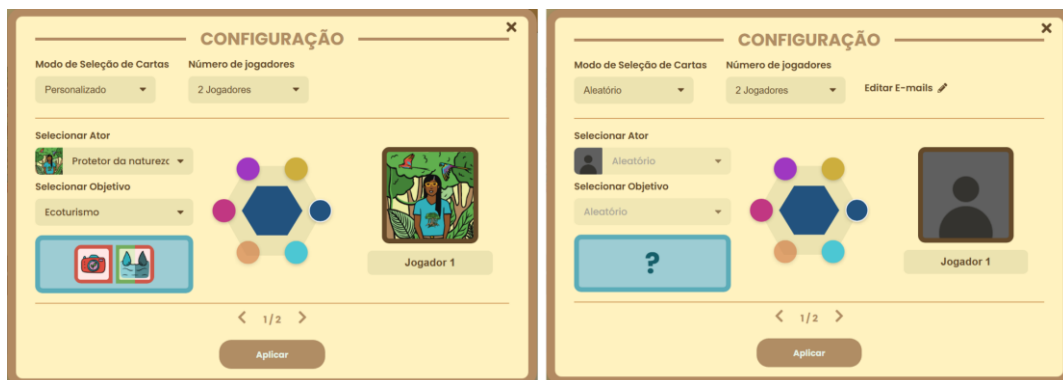 CONFIGURAÇÃO
Modo de Seleção de Cartas Número de jogadores
Personalizado 2 Jogadores
Selecionar Ator
Protetor da naturezc
Selecionar Objetivo
Ecoturismo
Jogador 1
1/2
Aplicar
CONFIGURAÇÃO
Modo de Seleção de Cartas Número de jogadores
Aleatório 2 Jogadores Editar E-mails
Selecionar Ator
Aleatório
Selecionar Objetivo
Aleatório
?
Jogador 1
1/2
Aplicar